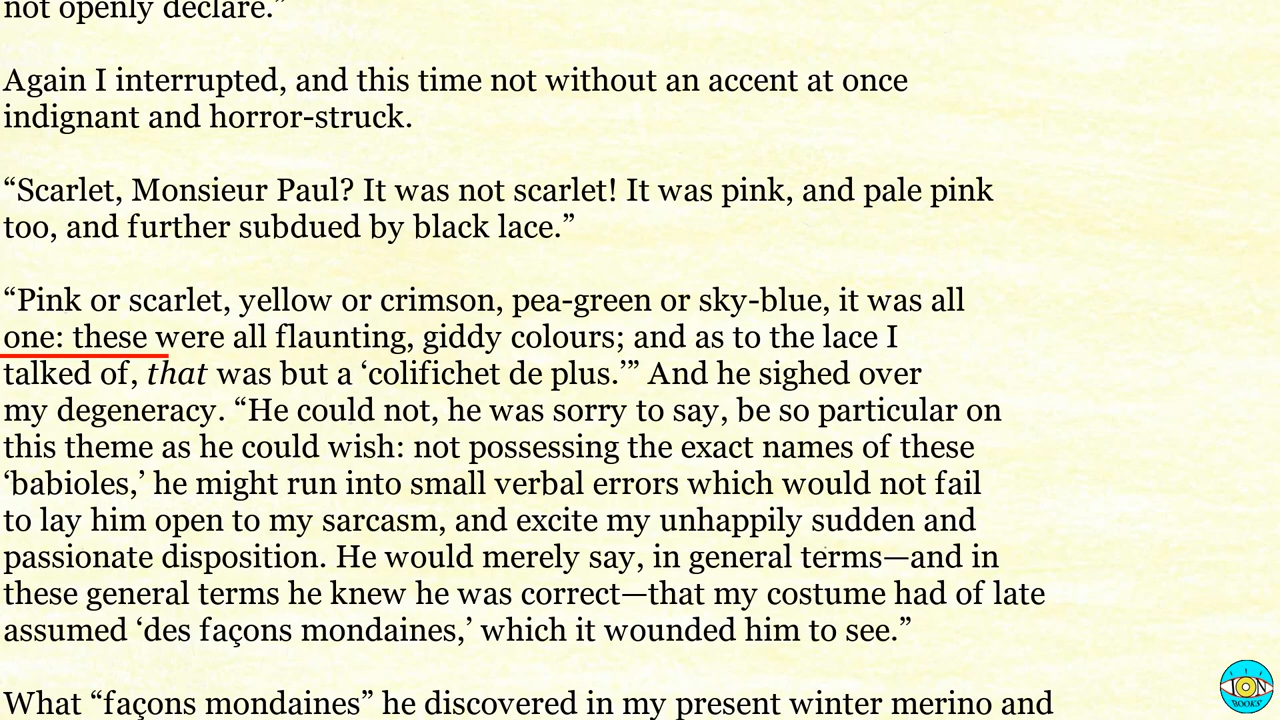 not openly declare.”
Again I interrupted, and this time not without an accent at once
indignant and horror-struck.
“Scarlet, Monsieur Paul? It was not scarlet! It was pink, and pale pink
too, and further subdued by black lace.”
“Pink or scarlet, yellow or crimson, pea-green or sky-blue, it was all
one: these were all flaunting, giddy colours; and as to the lace I
talked of, that was but a ‘colifichet de plus.’” And he sighed over
my degeneracy. “He could not, he was sorry to say, be so particular on
this theme as he could wish: not possessing the exact names of these
‘babioles,’ he might run into small verbal errors which would not fail
to lay him open to my sarcasm, and excite my unhappily sudden and
passionate disposition. He would merely say, in general terms—and in
these general terms he knew he was correct—that my costume had of late
assumed ‘des façons mondaines,’ which it wounded him to see.”
What “façons mondaines” he discovered in my present winter merino and
ION
BOOKS